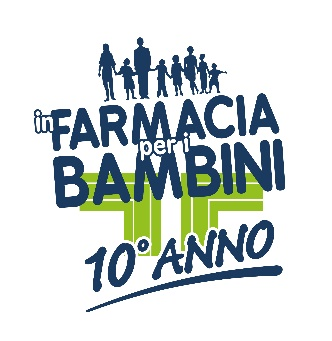 in FARMACIA
per i
BAMBINI
10° ANNO